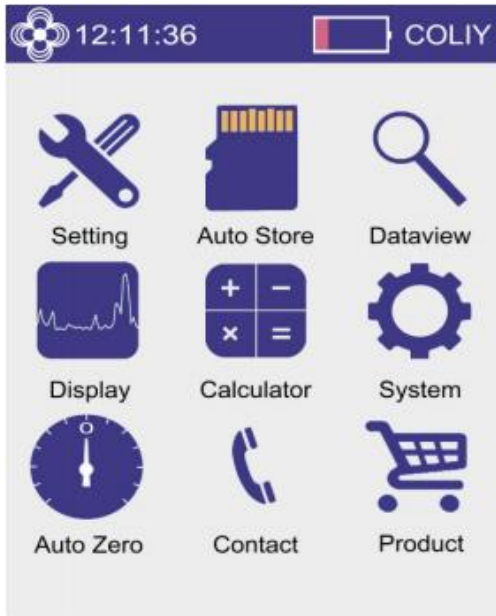 12:11:36 COLIY
Setting Auto Store Dataview
Display Calculator System
O
Auto Zero Contact Product